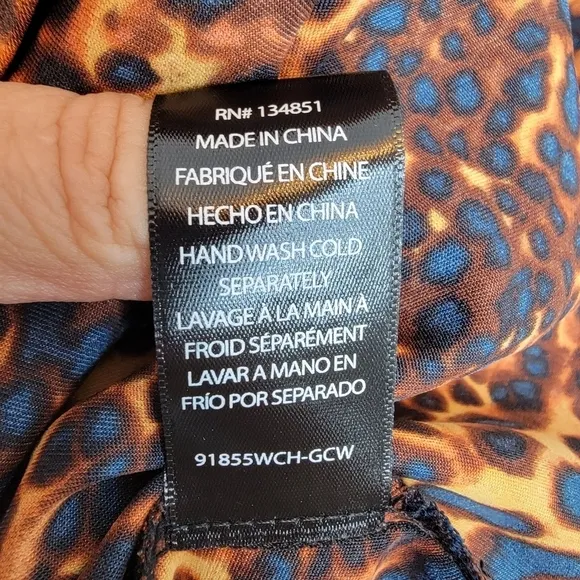 RN# 134851
MADE IN CHINA
FABRIQUÉ EN CHINE
HECHO EN CHINA
HAND WASH COLD
SEPARATELY
LAVAGE À LA MAIN À
FROID SÉPARÉMENT
LAVAR A MANO EN
FRÍO POR SEPARADO
91855WCH-GCW